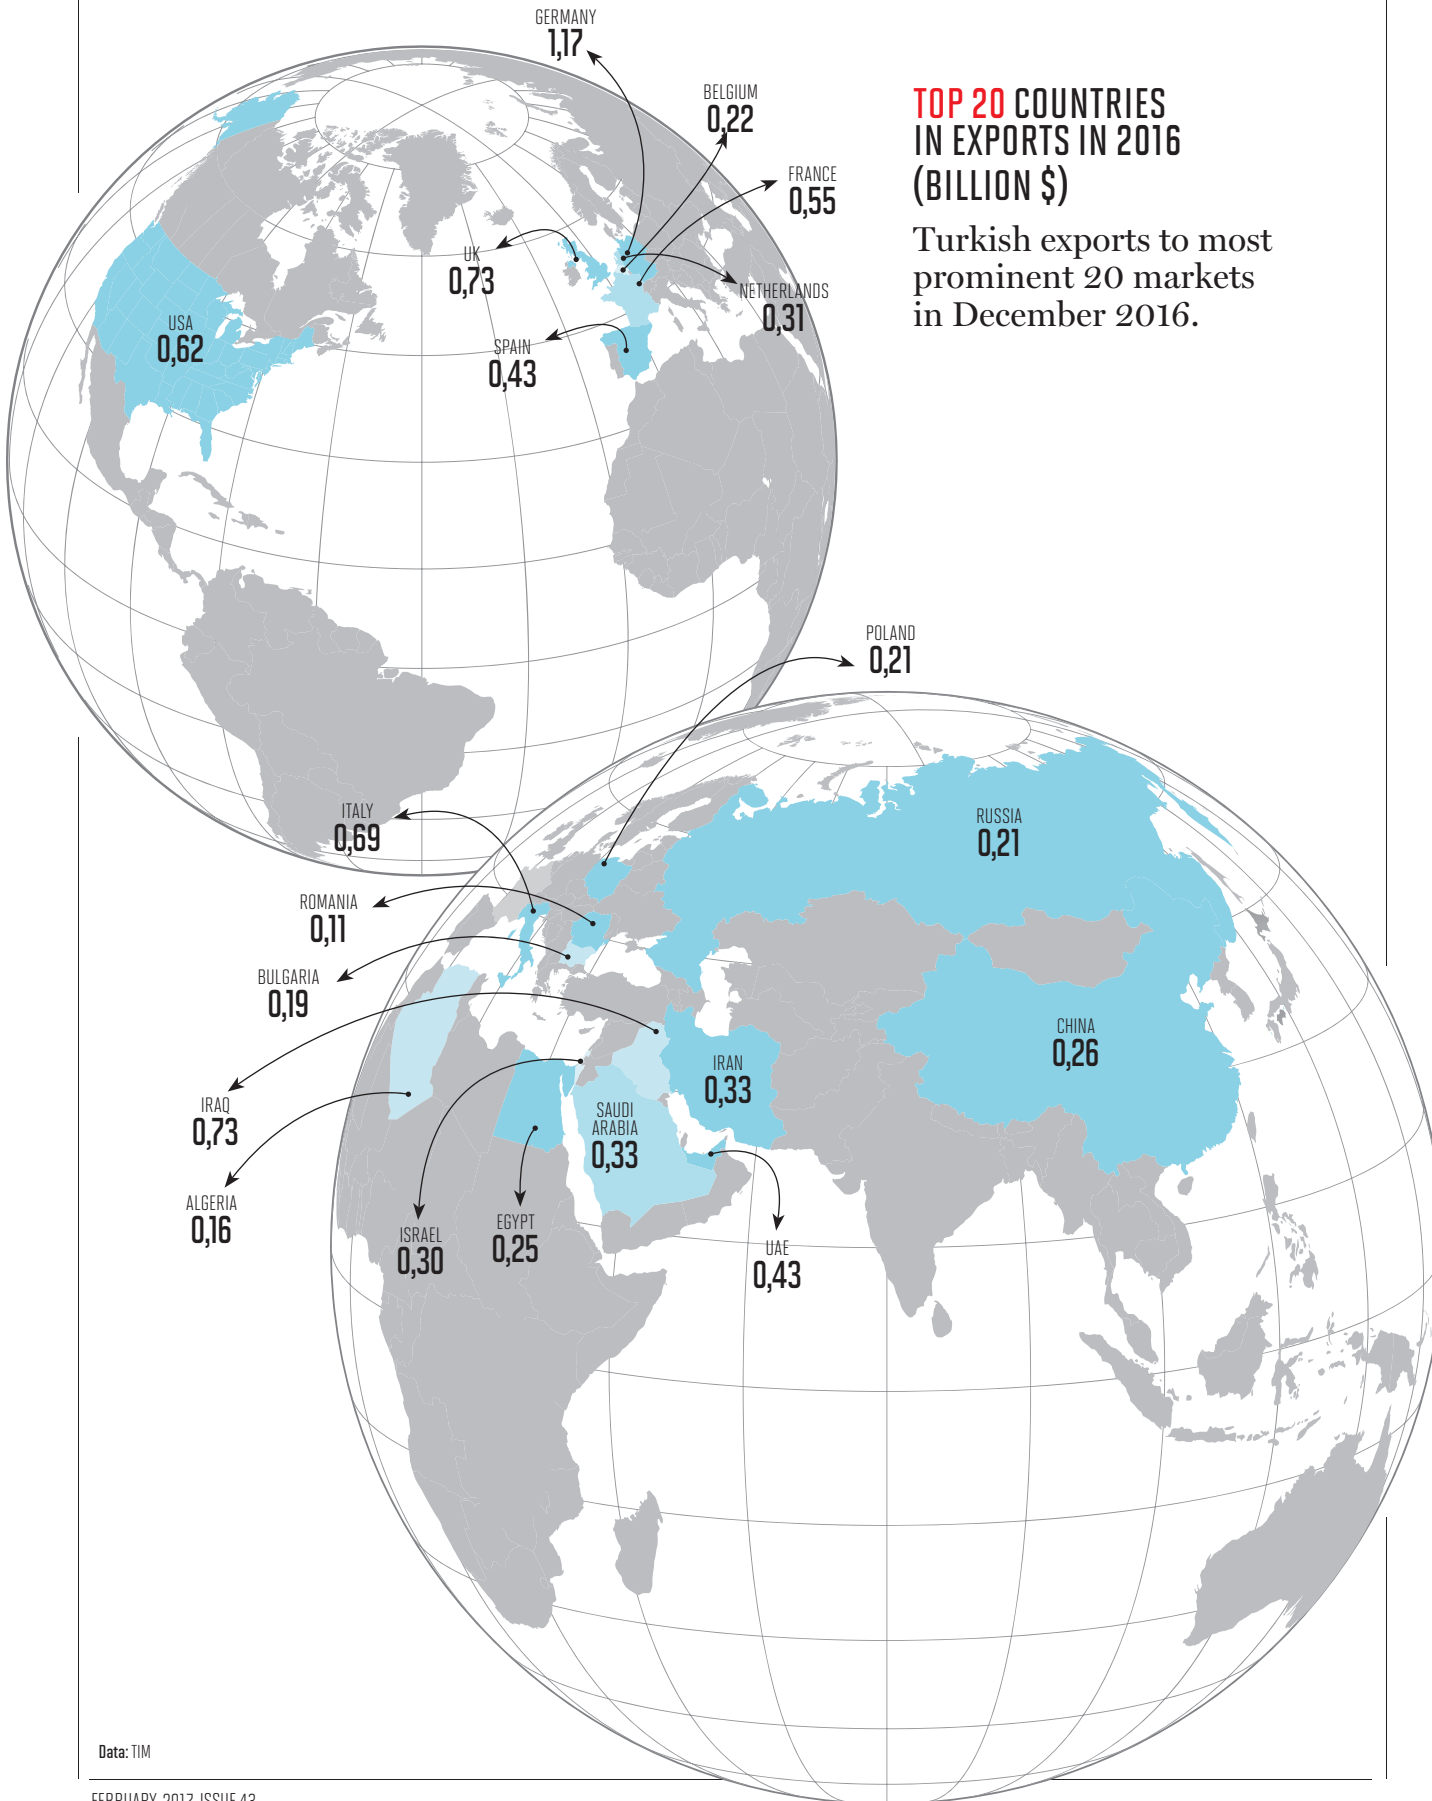 GERMANY
1,17
BELGIUM
0,22
FRANCE
0,55
TOP 20 COUNTRIES
IN EXPORTS IN 2016
(BILLION $)
Turkish exports to most
prominent 20 markets
in December 2016.
UK
0,73
NETHERLANDS
0,31
USA
0,62
SPAIN
0,43
POLAND
0,21
ITALY
0,69
RUSSIA
0,21
ROMANIA
0,11
BULGARIA
0,19
CHINA
0,26
IRAN
0,33
IRAQ
0,73
SAUDI
ARABIA
0,33
ALGERIA
0,16
ISRAEL
0,30
EGYPT
0,25
UAE
0,43
Data: TIM
FEBRUARY 2017 ISSUE 43